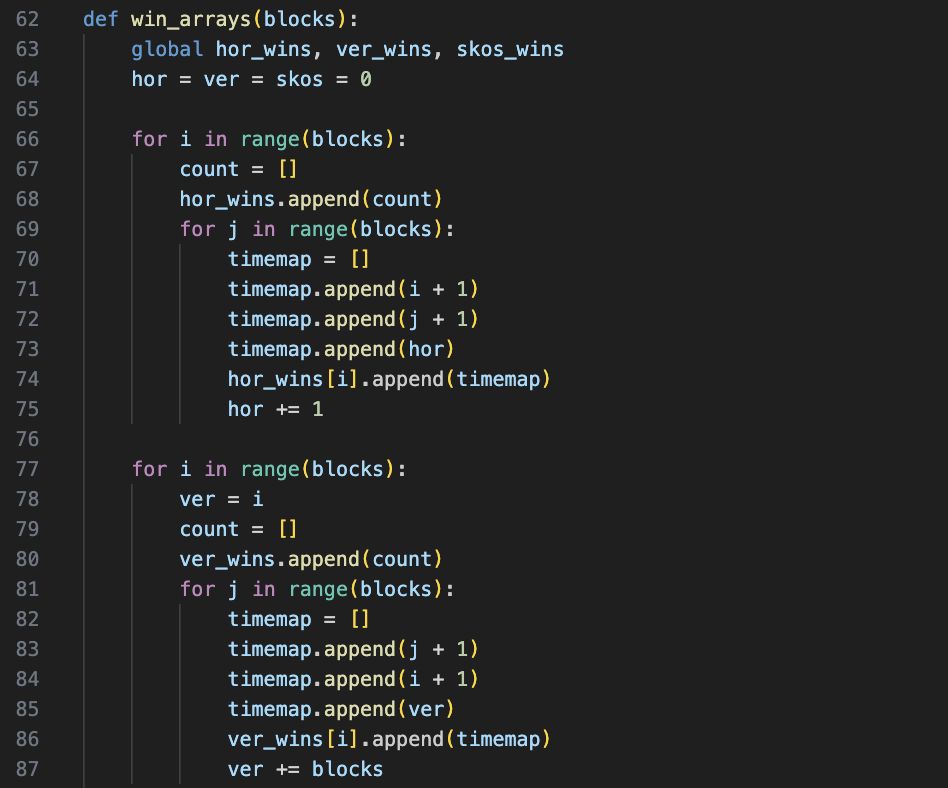 62 def win_arrays(blocks):
63 global hor_wins, ver_wins, skos_wins
64 hor = ver = skos = 0
65
66 for i in range(blocks):
67 count = []
68 hor_wins.append(count)
69 for j in range(blocks):
70 timemap = []
71 timemap.append(i + 1)
72 timemap.append(j + 1)
73 timemap.append(hor)
74 hor_wins[i].append(timemap)
75 hor += 1
76
77 for i in range(blocks):
78 ver = i
79 count = []
80 ver_wins.append(count)
81 for j in range(blocks):
82 timemap = []
83 timemap.append(j + 1)
84 timemap.append(i + 1)
85 timemap.append(ver)
86 ver_wins[i].append(timemap)
87 ver += blocks